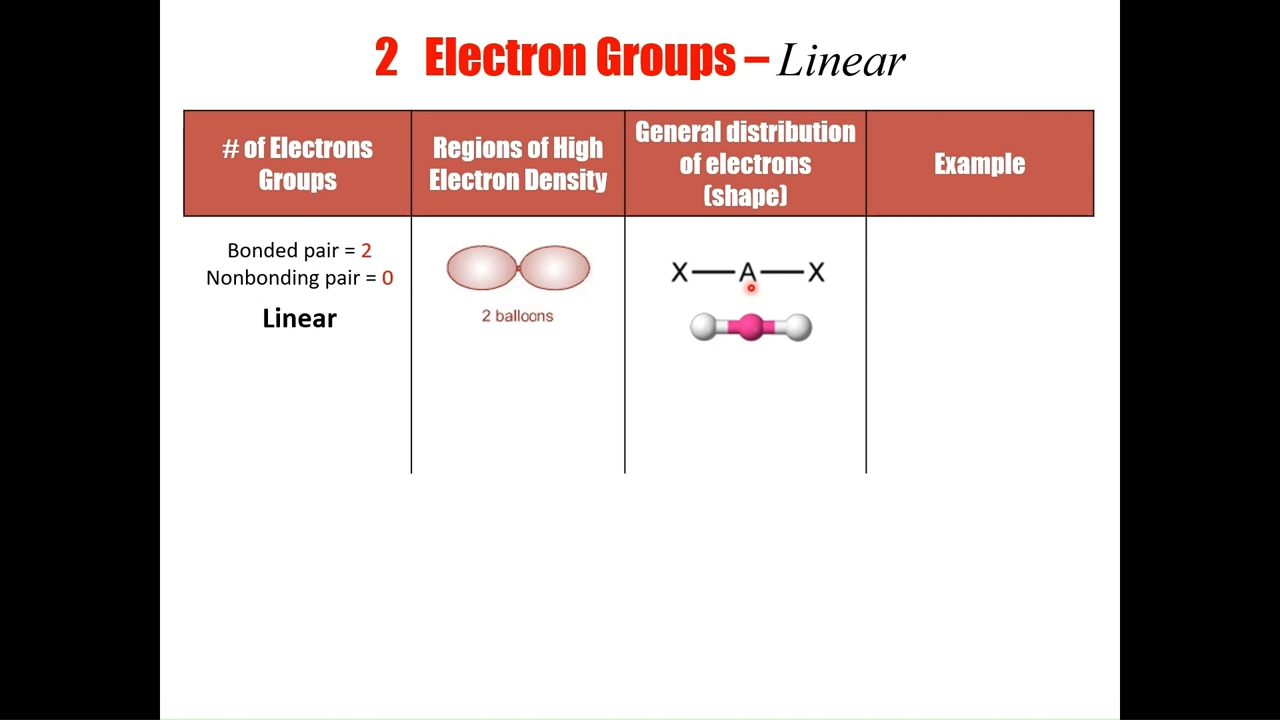 2 Electron Groups – Linear
# of Electrons
Groups
Regions of High
Electron Density
General distribution
of electrons
(shape)
Example
Bonded pair = 2
Nonbonding pair = 0
Linear
2 balloons
X—A—X